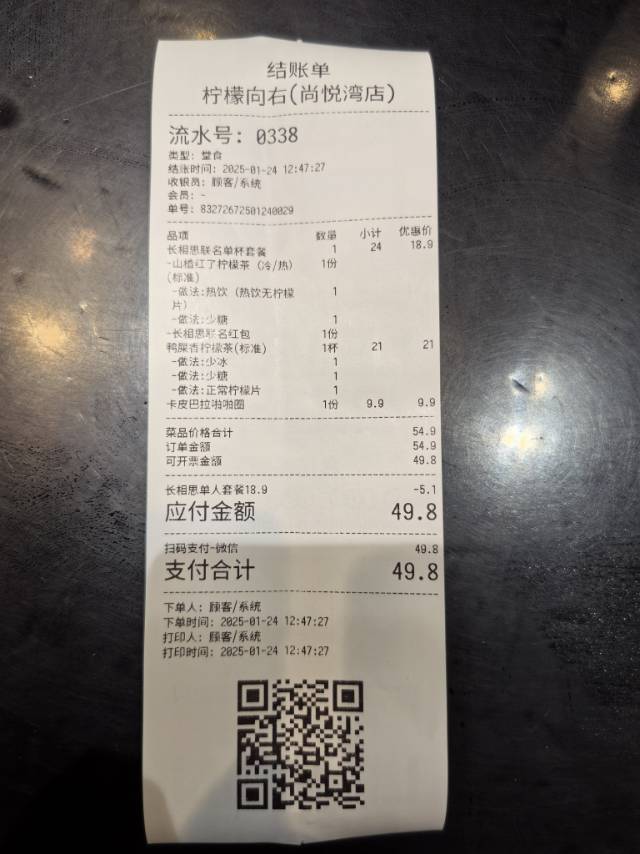 结账单
柠檬向右(尚悦湾店)
流水号: 0338
类型: 堂食
结账时间: 2025-01-24 12:47:27
收银员: 顾客/系统
会员: -
单号: 83272672501240029
品项 数量 小计 优惠价
长相思联名单杯套餐 1 24 18.9
-山楂红了柠檬茶 (冷/热) 1份
(标准)
-做法:热饮 (热饮无柠檬 1
片)
-做法:少糖 1
-长相思联名红包 1份
鸭屎香柠檬茶(标准) 1杯 21 21
-做法:少冰 1
-做法:少糖 1
-做法:正常柠檬片 1
卡皮巴拉啪啪圈 1份 9.9 9.9
菜品价格合计 54.9
订单金额 54.9
可开票金额 49.8
长相思单人套餐18.9 -5.1
应付金额 49.8
扫码支付-微信 49.8
支付合计 49.8
下单人: 顾客/系统
下单时间: 2025-01-24 12:47:27
打印人: 顾客/系统
打印时间: 2025-01-24 12:47:27